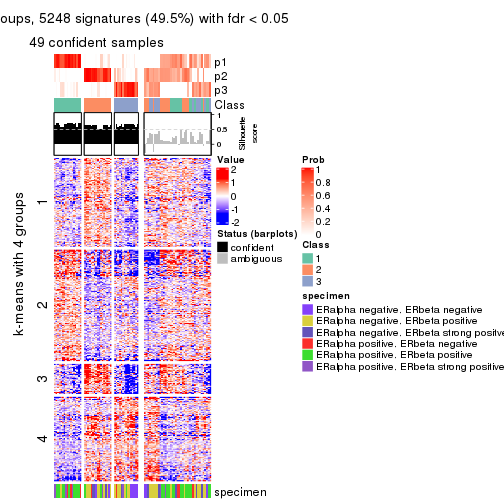 oups, 5248 signatures (49.5%) with fdr < 0.05
49 confident samples
p1
p2
p3
Class
1
0.5
0
Silhouette
score
k-means with 4 groups
1
2
3
4
specimen
Value
2
1
0
-1
-2
Status (barplots)
confident
ambiguous
Prob
1
0.8
0.6
0.4
0.2
0
Class
1
2
3
specimen
ERalpha negative. ERbeta negative
ERalpha negative. ERbeta positive
ERalpha negative. ERbeta strong positive
ERalpha positive. ERbeta negative
ERalpha positive. ERbeta positive
ERalpha positive. ERbeta strong positive